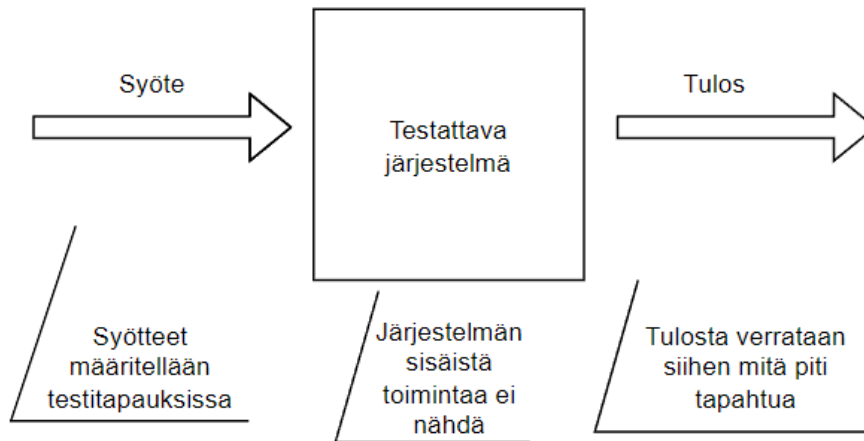 Syöte
Testattava
järjestelmä
Tulos
Syötteet
määritellään
testitapauksissa
Järjestelmän
sisäistä
toimintaa ei
nähdä
Tulosta verrataan
siihen mitä piti
tapahtua